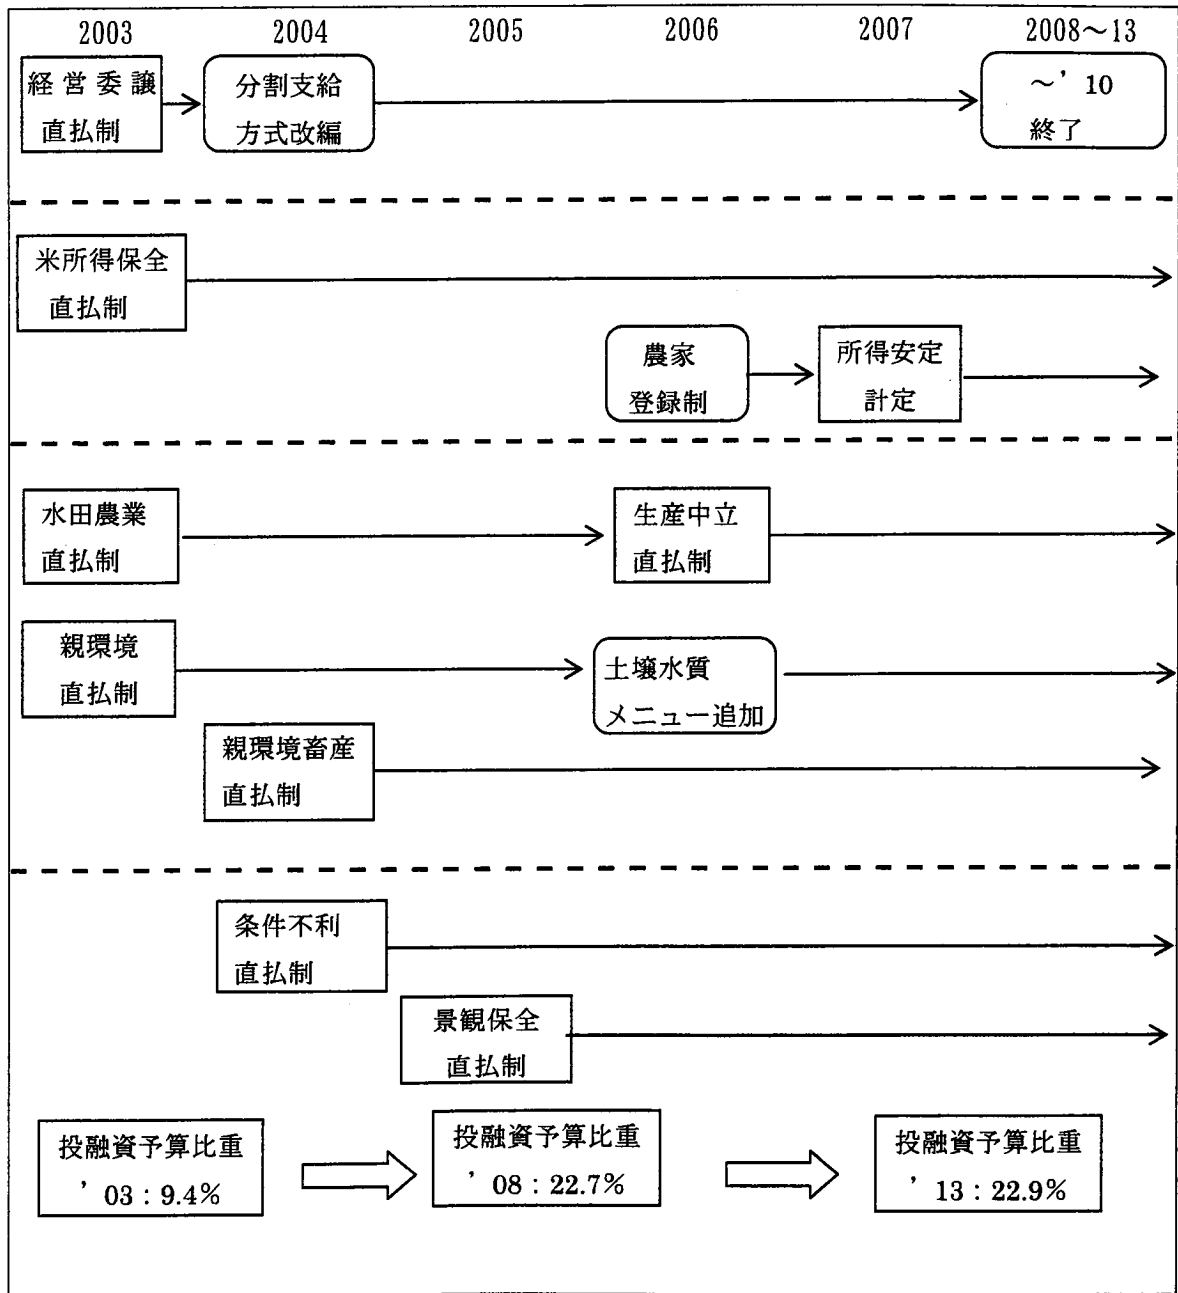 2003 2004 2005 2006 2007 2008～13
経営委譲
直払制
分割支給
方式改編
～’10
終了
米所得保全
直払制
農家
登録制
所得安定
計定
水田農業
直払制
生産中立
直払制
親環境
直払制
土壌水質
メニュー追加
親環境畜産
直払制
条件不利
直払制
景観保全
直払制
投融資予算比重
’03：9.4%
投融資予算比重
’08：22.7%
投融資予算比重
’13：22.9%